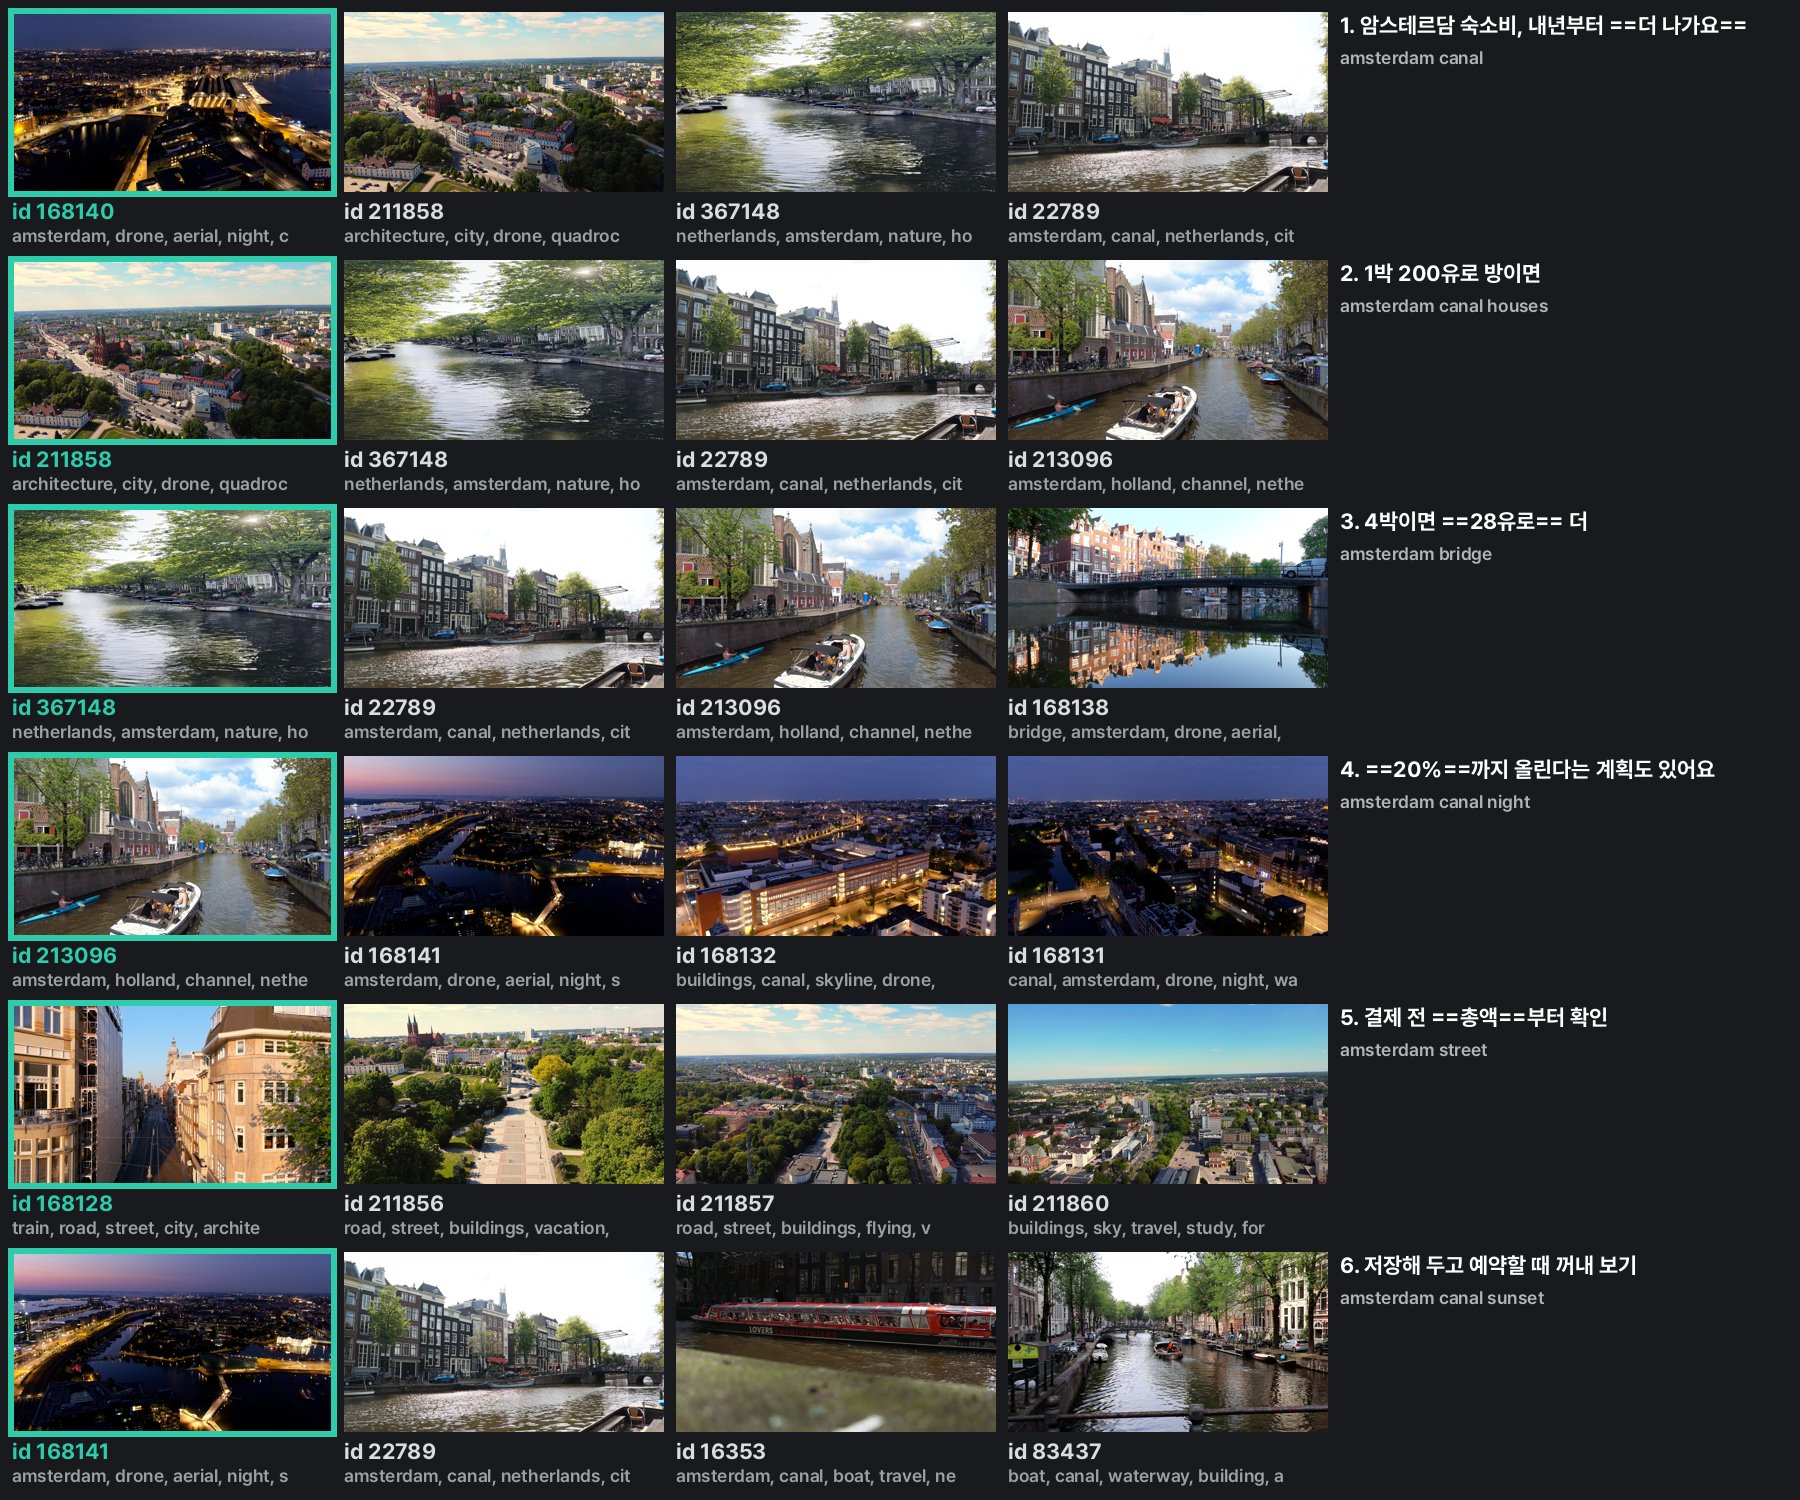 1. 암스테르담 숙소비, 내년부터 ==더 나가요==
amsterdam canal
id 168140
id 211858
id 367148
id 22789
amsterdam, drone, aerial, night, c
architecture, city, drone, quadroc
netherlands, amsterdam, nature, ho
amsterdam, canal, netherlands, cit
2. 1박 200유로 방이면
amsterdam canal houses
id 211858
id 367148
id 22789
id 213096
architecture, city, drone, quadroc
netherlands, amsterdam, nature, ho
amsterdam, canal, netherlands, cit
amsterdam, holland, channel, nethe
3. 4박이면 ==28유로== 더
amsterdam bridge
id 367148
id 22789
id 213096
id 168138
netherlands, amsterdam, nature, ho
amsterdam, canal, netherlands, cit
amsterdam, holland, channel, nethe
bridge, amsterdam, drone, aerial,
4. ==20%==까지 올린다는 계획도 있어요
amsterdam canal night
id 213096
id 168141
id 168132
id 168131
amsterdam, holland, channel, nethe
amsterdam, drone, aerial, night, s
buildings, canal, skyline, drone,
canal, amsterdam, drone, night, wa
5. 결제 전 ==총액==부터 확인
amsterdam street
id 168128
id 211856
id 211857
id 211860
train, road, street, city, archite
road, street, buildings, vacation,
road, street, buildings, flying, v
buildings, sky, travel, study, for
6. 저장해 두고 예약할 때 꺼내 보기
amsterdam canal sunset
LOVERS
id 168141
id 22789
id 16353
id 83437
amsterdam, drone, aerial, night, s
amsterdam, canal, netherlands, cit
amsterdam, canal, boat, travel, ne
boat, canal, waterway, building, a